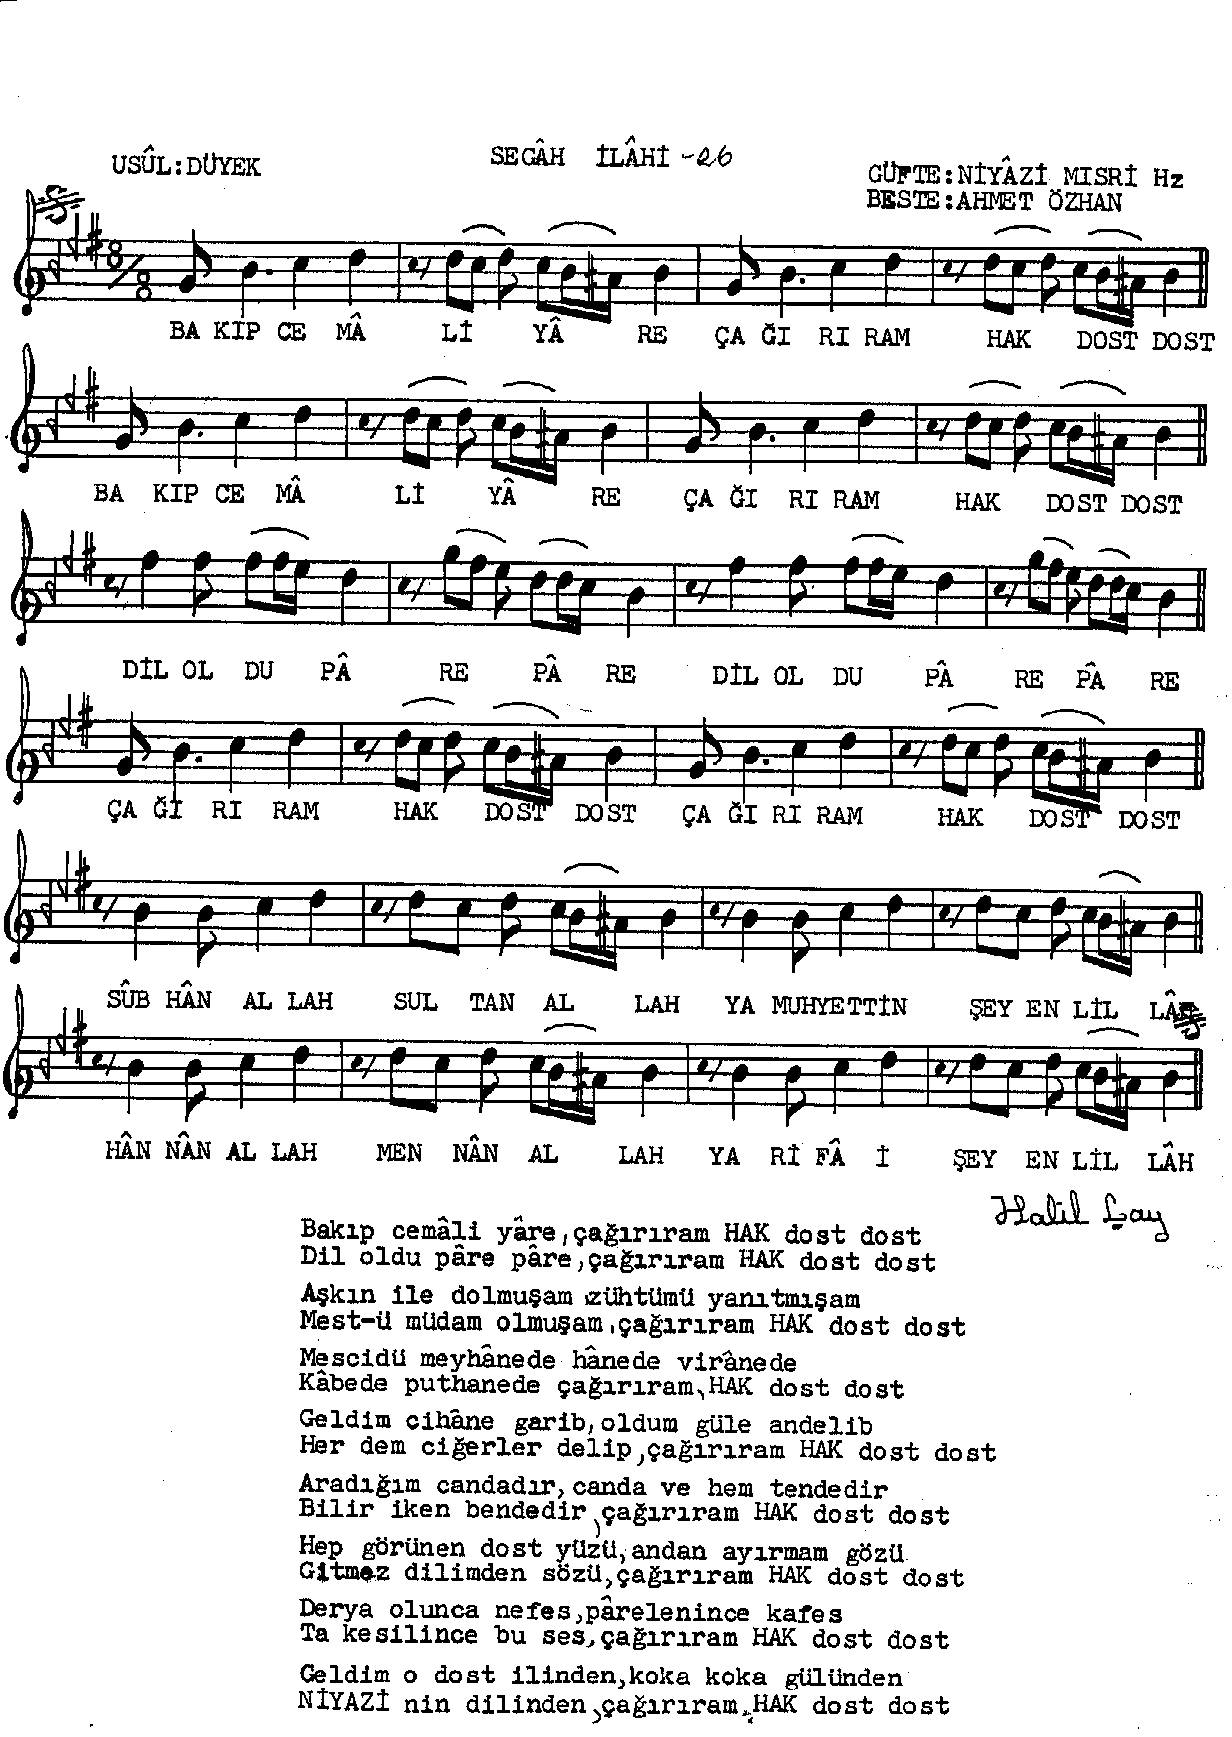 USÛL:DÜYEK
SEGÂH İLÂHİ -26
GÜFTE:NİYÂZİ MISRİ Hz
BESTE:AHMET ÖZHAN
8/8
BA KIP CE MÂ Lİ YÂ RE ÇA ĞI RI RAM HAK DOST DOST
BA KIP CE MÂ Lİ YÂ RE ÇA ĞI RI RAM HAK DOST DOST
DİL OL DU PÂ RE PÂ RE DİL OL DU PÂ RE PÂ RE
ÇA ĞI RI RAM HAK DOST DOST ÇA ĞI RI RAM HAK DOST DOST
SÛB HÂN AL LAH SUL TAN AL LAH YA MUHYETTİN ŞEY EN LİL LÂH
HÂN NÂN AL LAH MEN NÂN AL LAH YA Rİ FÂ İ ŞEY EN LİL LÂH
Halil Çay
Bakıp cemâli yâre,çağırıram HAK dost dost
Dil oldu pâre pâre,çağırıram HAK dost dost
Aşkın ile dolmuşam zühtümü yanıtmışam
Mest-ü müdam olmuşam,çağırıram HAK dost dost
Mescidü meyhânede hânede virânede
Kâbede puthanede çağırıram,HAK dost dost
Geldim cihâne garib,oldum güle andelib
Her dem ciğerler delip,çağırıram HAK dost dost
Aradığım candadır,canda ve hem tendedir
Bilir iken bendedir,çağırıram HAK dost dost
Hep görünen dost yüzü,andan ayırmam gözü
Gitmez dilimden sözü,çağırıram HAK dost dost
Derya olunca nefes,pârelenince kafes
Ta kesilince bu ses,çağırıram HAK dost dost
Geldim o dost ilinden,koka koka gülünden
NİYAZİ nin dilinden,çağırıram,HAK dost dost